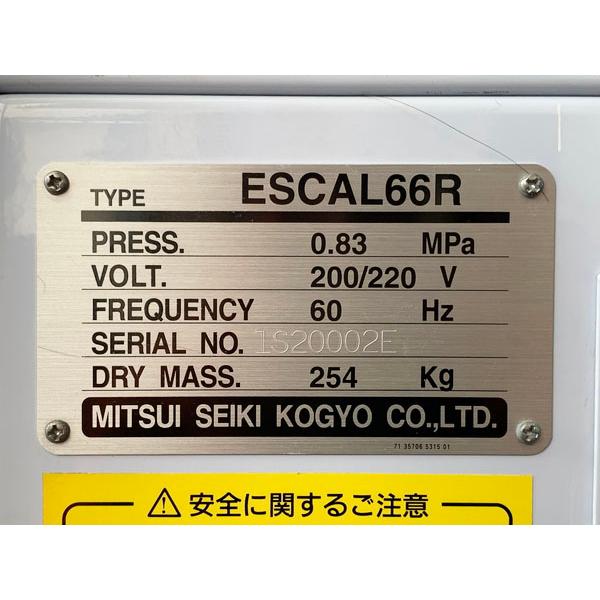 TYPE ESCAL66R
PRESS. 0.83 MPa
VOLT. 200/220 V
FREQUENCY 60 Hz
SERIAL NO. 1S20002E
DRY MASS. 254 Kg
MITSUI SEIKI KOGYO CO.,LTD.
71 35706 5315 01
⚠安全に関するご注意